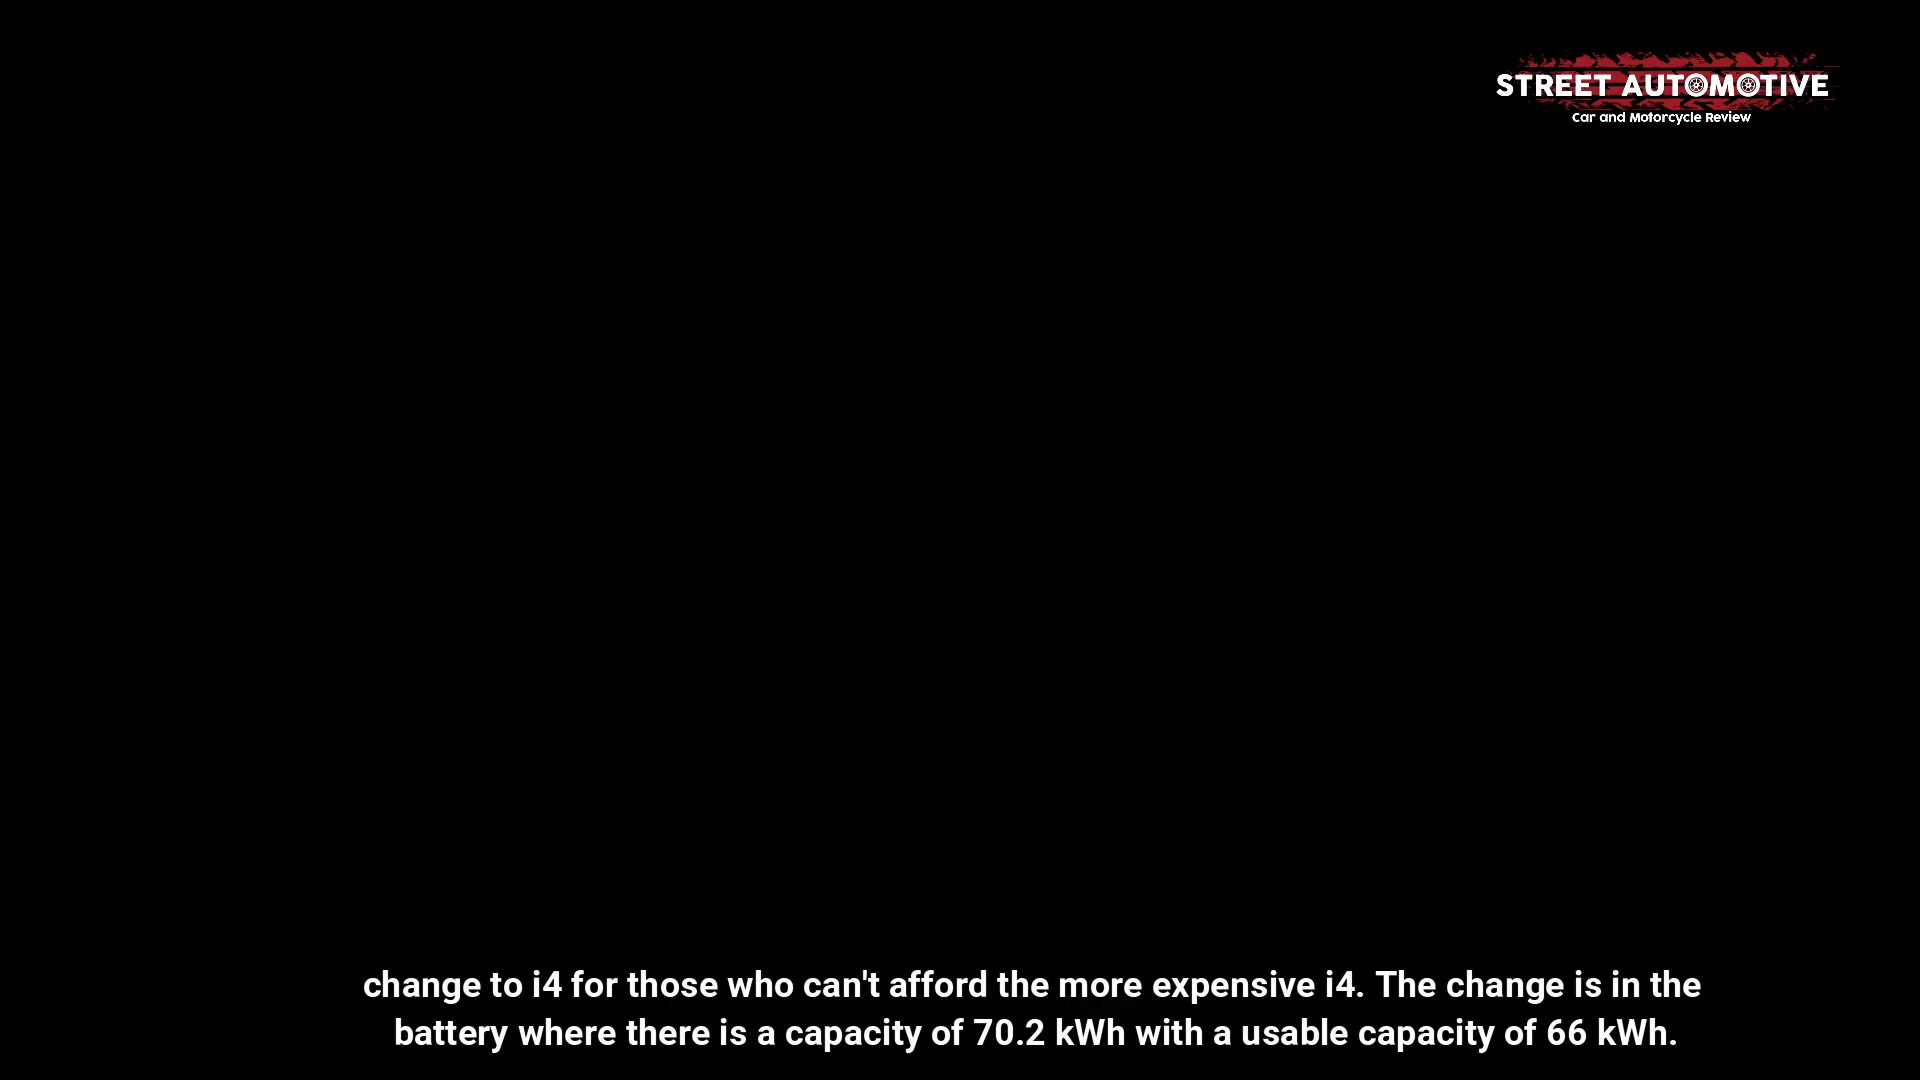 STREET AUTOMOTIVE
Car and Motorcycle Review
change to i4 for those who can't afford the more expensive i4. The change is in the
battery where there is a capacity of 70.2 kWh with a usable capacity of 66 kWh.